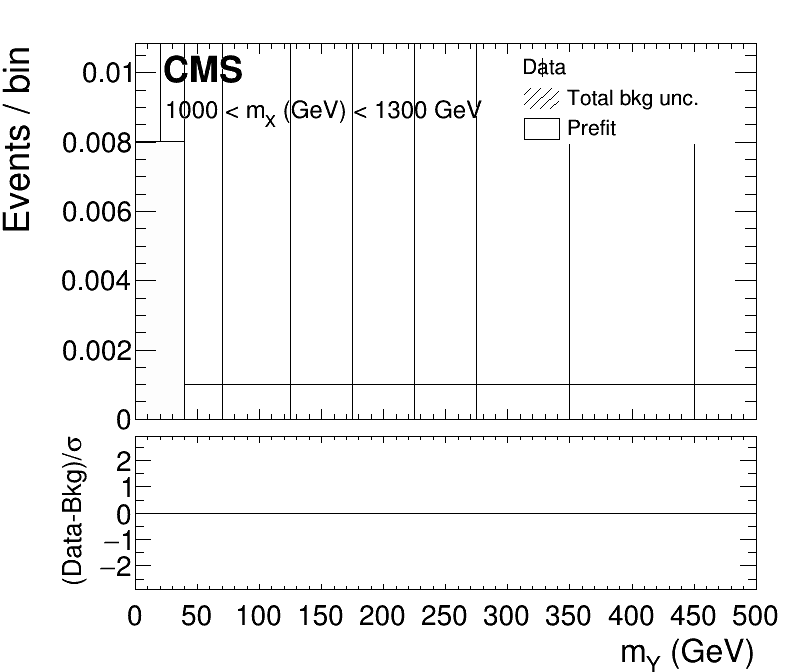 Events / bin
0.01
0.008
0.006
0.004
0.002
0
CMS
1000 < mX (GeV) < 1300 GeV
Data
Total bkg unc.
Prefit
(Data-Bkg)/σ
2
1
0
−1
−2
0 50 100 150 200 250 300 350 400 450 500
mY (GeV)